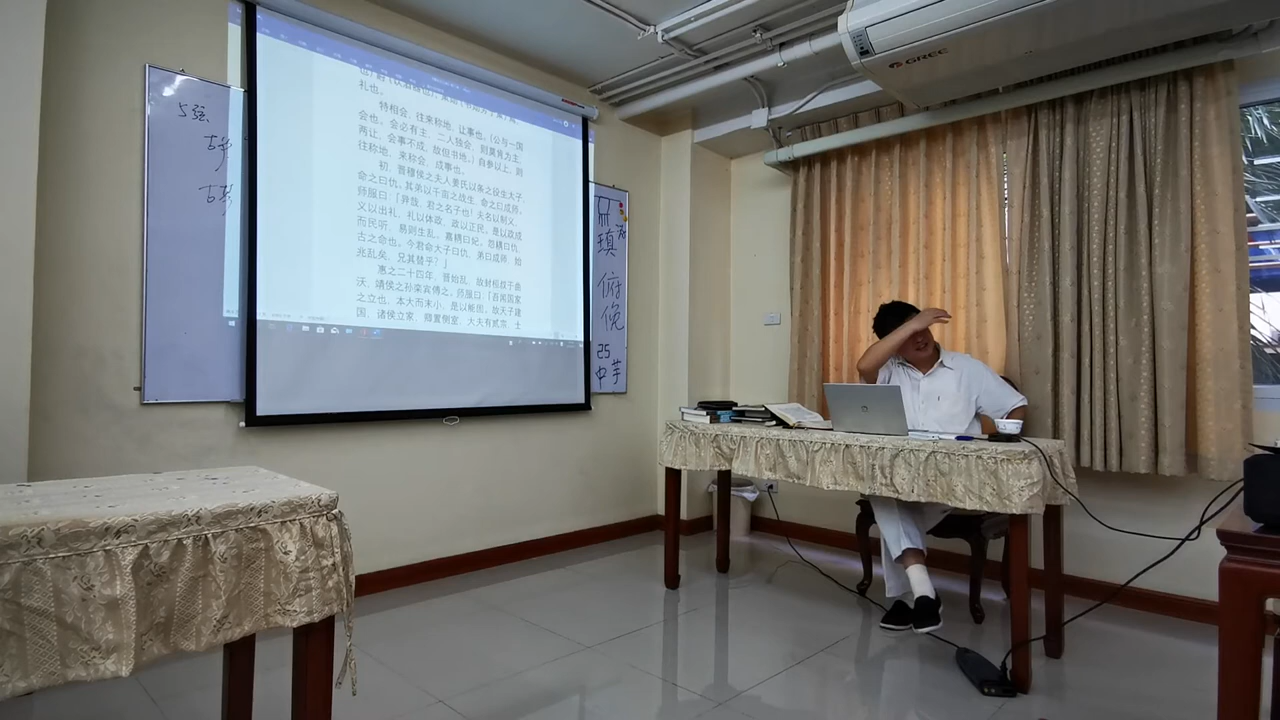 5弦
古筝
古琴
礼也。
特相会，往来称地，让事也。（公与一国
会也。会必有主，二人独会，则莫肯为主，
两让，会事不成，故但书地。）自参以上，则
往称地，来称会，成事也。
初，晋穆侯之夫人姜氏以条之役生太子，
命之曰仇。其弟以千亩之战生，命之曰成师。
师服曰：「异哉，君之名子也！夫名以制义，
义以出礼，礼以体政，政以正民，是以政成
而民听。易则生乱。嘉耦曰妃，怨耦曰仇，
古之命也。今君命大子曰仇，弟曰成师，始
兆乱矣，兄其替乎？」
惠之二十四年，晋始乱，故封桓叔于曲
沃，靖侯之孙栾宾傅之。师服曰：「吾闻国家
之立也，本大而末小，是以能固。故天子建
国，诸侯立家，卿置侧室，大夫有贰宗，士
瑱
俯
俛
25
中芋
GREE